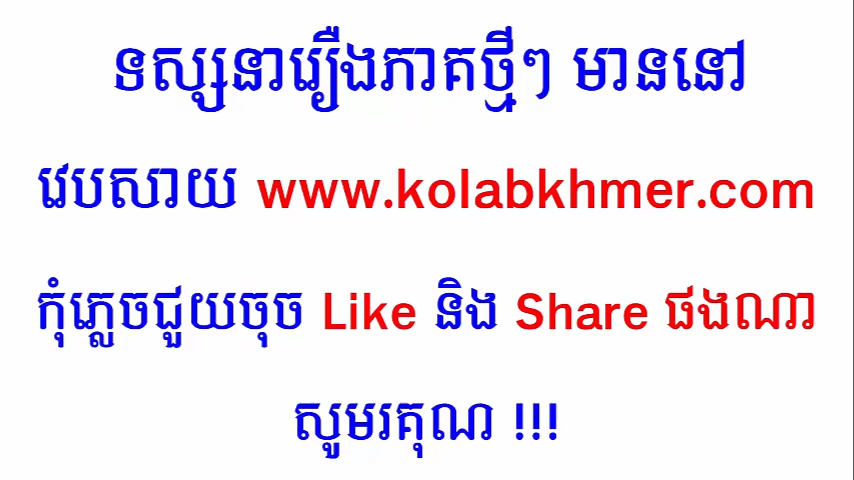 ទស្សនារឿងភាគថ្មីៗ មាននៅ
វេបសាយ www.kolabkhmer.com
កុំភ្លេចជួយចុច Like និង Share ផងណា
សូមរគុណ !!!